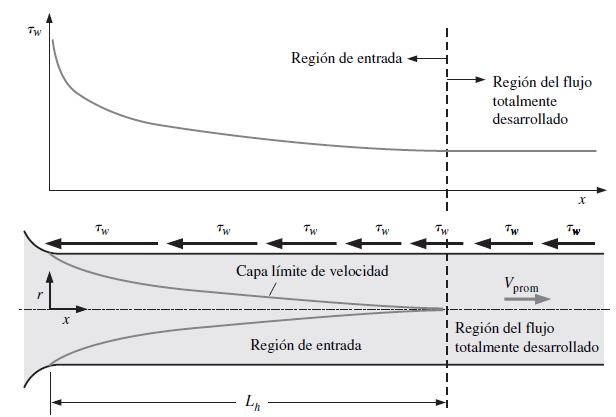 τw
Región de entrada
Región del flujo
totalmente
desarrollado
x
τw τw τw τw τw τw τw
Capa límite de velocidad
Vprom
r
x
Región del flujo
totalmente desarrollado
Región de entrada
Lh